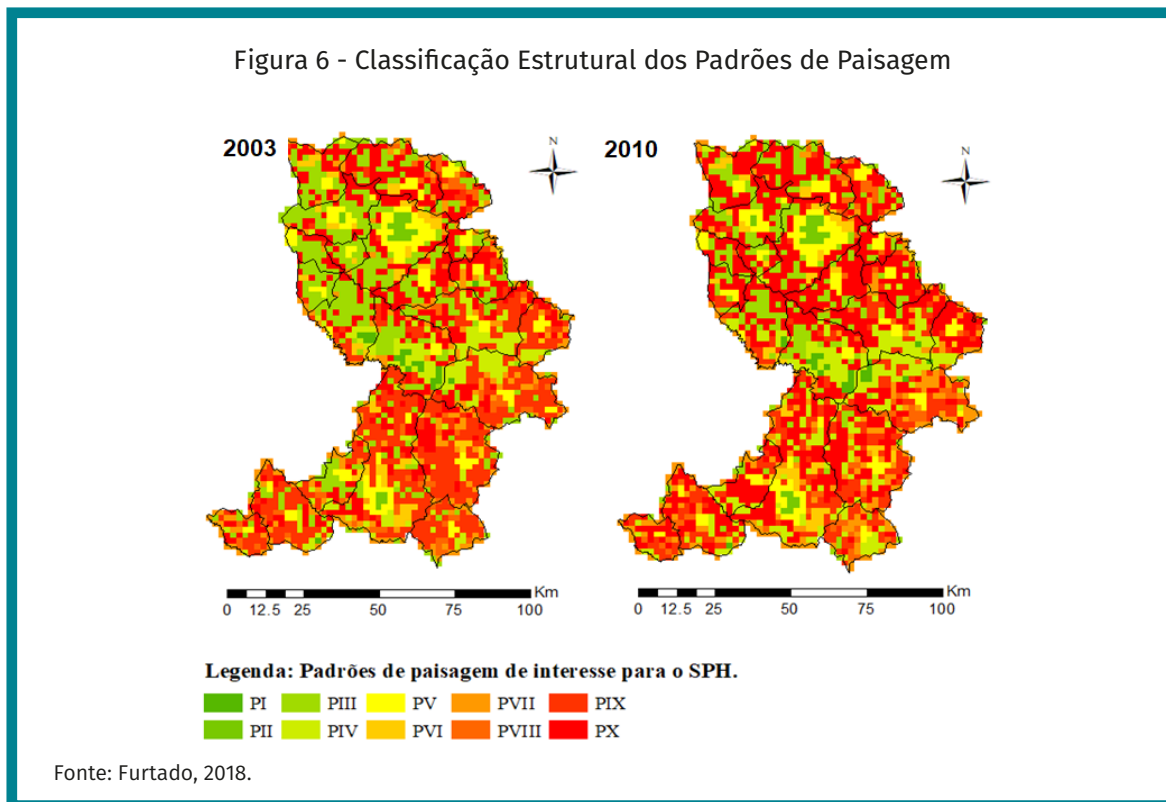 Figura 6 - Classificação Estrutural dos Padrões de Paisagem
2003
N
2010
N
Km
0 12.5 25 50 75 100
Km
0 12.5 25 50 75 100
Legenda: Padrões de paisagem de interesse para o SPH.
PI PIII PV PVII PIX
PII PIV PVI PVIII PX
Fonte: Furtado, 2018.